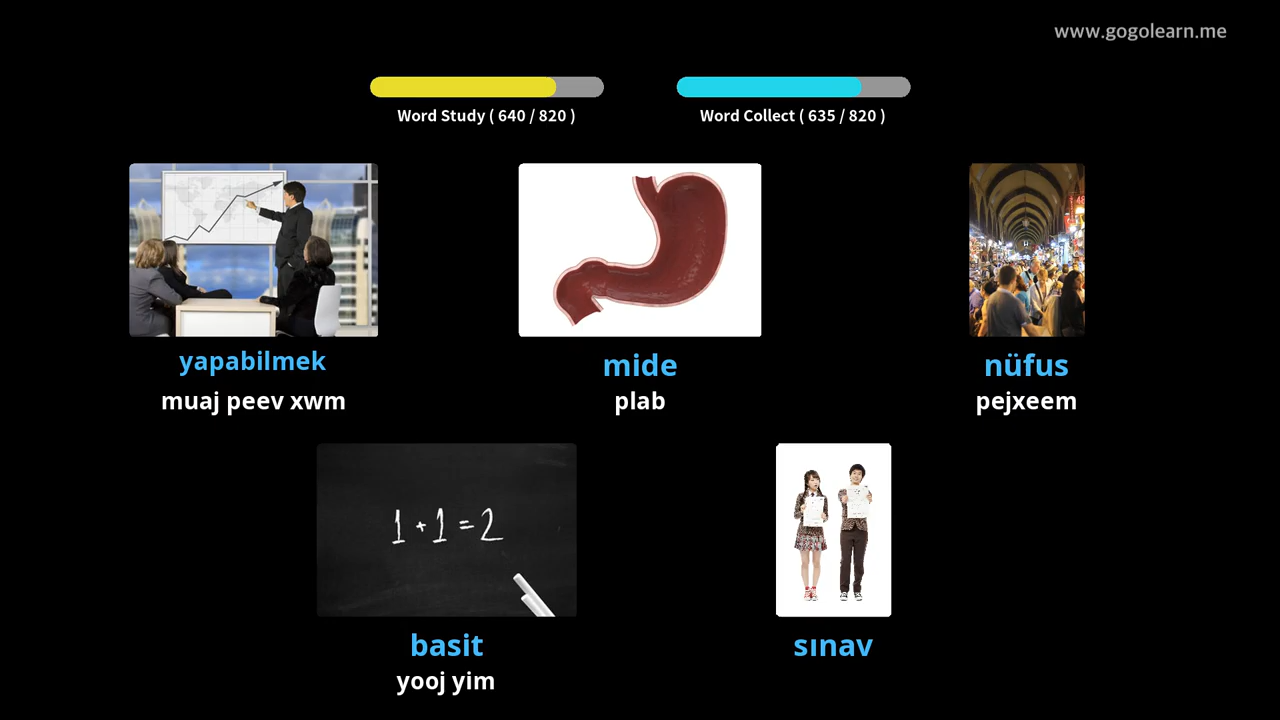 www.gogolearn.me
Word Study ( 640 / 820 )
Word Collect ( 635 / 820 )
yapabilmek
muaj peev xwm
mide
plab
nüfus
pejxeem
1 + 1 = 2
basit
yooj yim
sınav